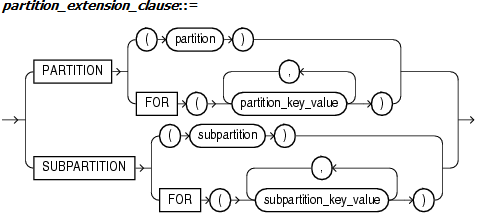 partition_extension_clause::=
( partition )
PARTITION
,
FOR ( partition_key_value )
( subpartition )
SUBPARTITION
,
FOR ( subpartition_key_value )